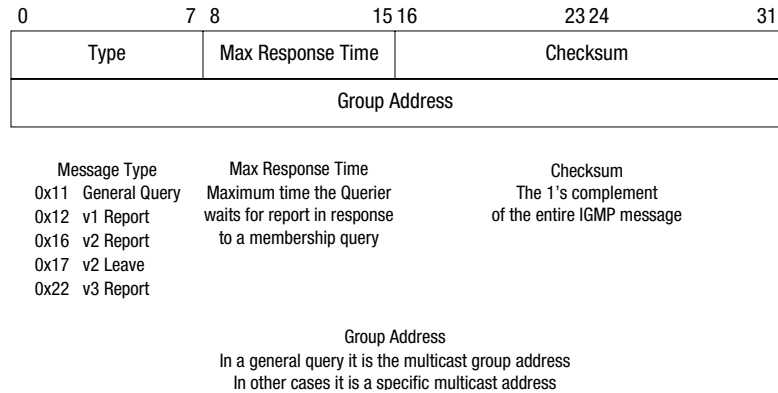 0 7 8 15 16 23 24 31
Type Max Response Time Checksum
Group Address
Message Type
0x11 General Query
0x12 v1 Report
0x16 v2 Report
0x17 v2 Leave
0x22 v3 Report
Max Response Time
Maximum time the Querier
waits for report in response
to a membership query
Checksum
The 1's complement
of the entire IGMP message
Group Address
In a general query it is the multicast group address
In other cases it is a specific multicast address